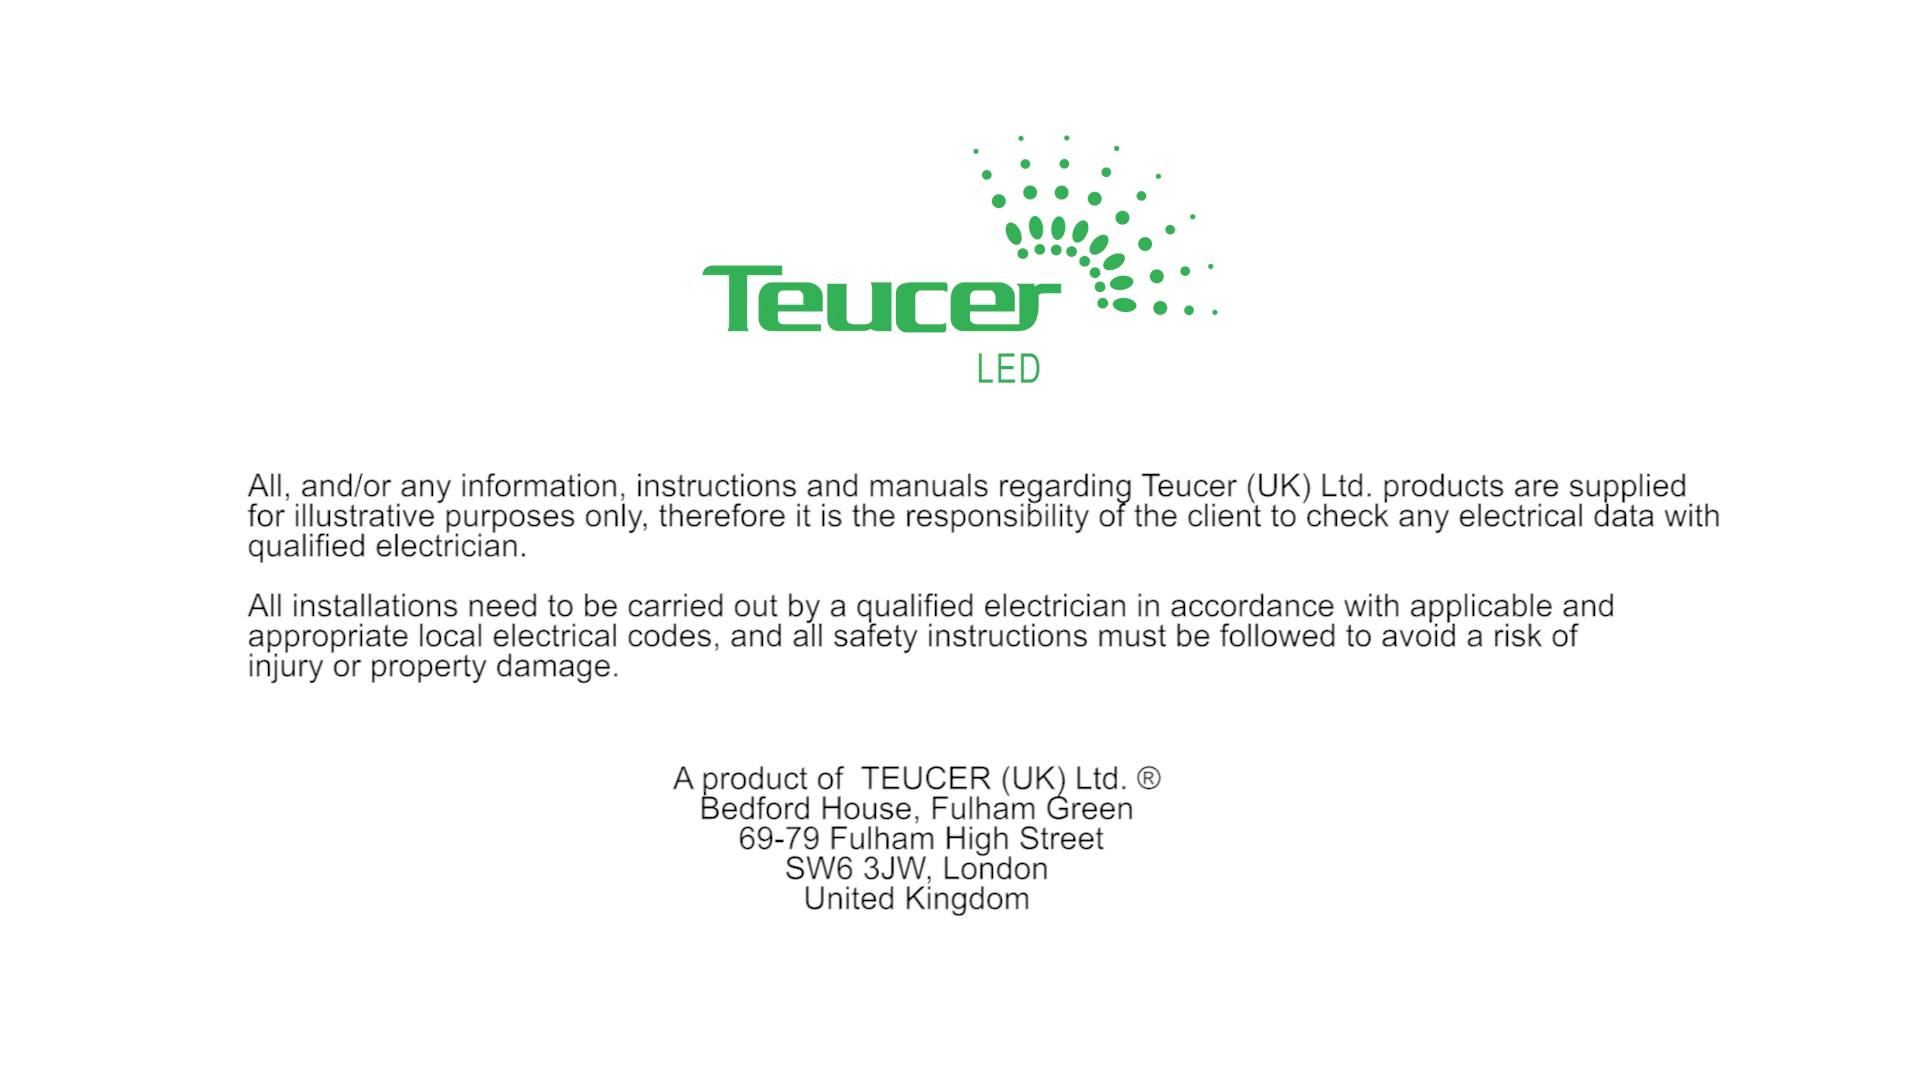 Teucer
LED
All, and/or any information, instructions and manuals regarding Teucer (UK) Ltd. products are supplied
for illustrative purposes only, therefore it is the responsibility of the client to check any electrical data with
qualified electrician.
All installations need to be carried out by a qualified electrician in accordance with applicable and
appropriate local electrical codes, and all safety instructions must be followed to avoid a risk of
injury or property damage.
A product of  TEUCER (UK) Ltd. ®
Bedford House, Fulham Green
69-79 Fulham High Street
SW6 3JW, London
United Kingdom